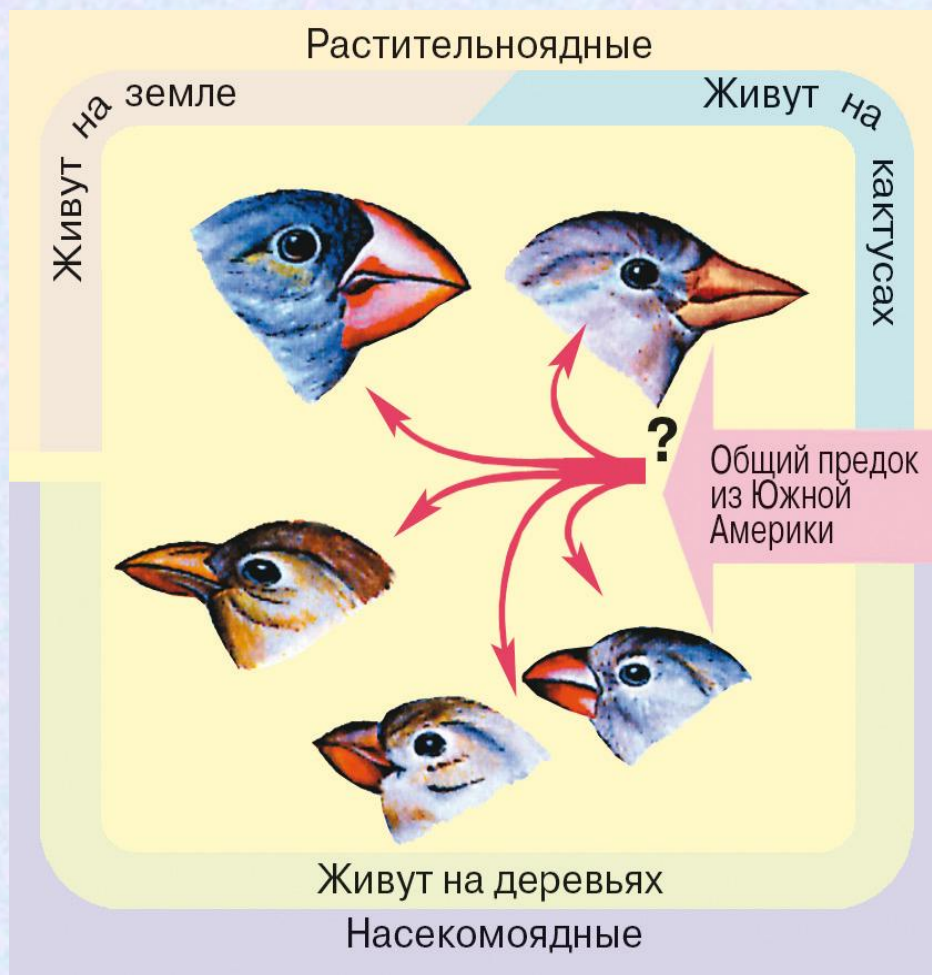 Растительноядные
Живут на земле
Живут на кактусах
?
Общий предок
из Южной
Америки
Живут на деревьях
Насекомоядные